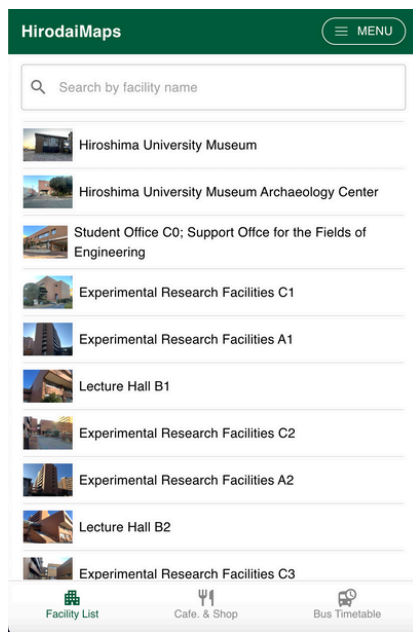 HirodaiMaps
MENU
Search by facility name
Hiroshima University Museum
Hiroshima University Museum Archaeology Center
Student Office C0; Support Offce for the Fields of
Engineering
Experimental Research Facilities C1
Experimental Research Facilities A1
Lecture Hall B1
Experimental Research Facilities C2
Experimental Research Facilities A2
Lecture Hall B2
Experimental Research Facilities C3
Facility List
Cafe. & Shop
Bus Timetable